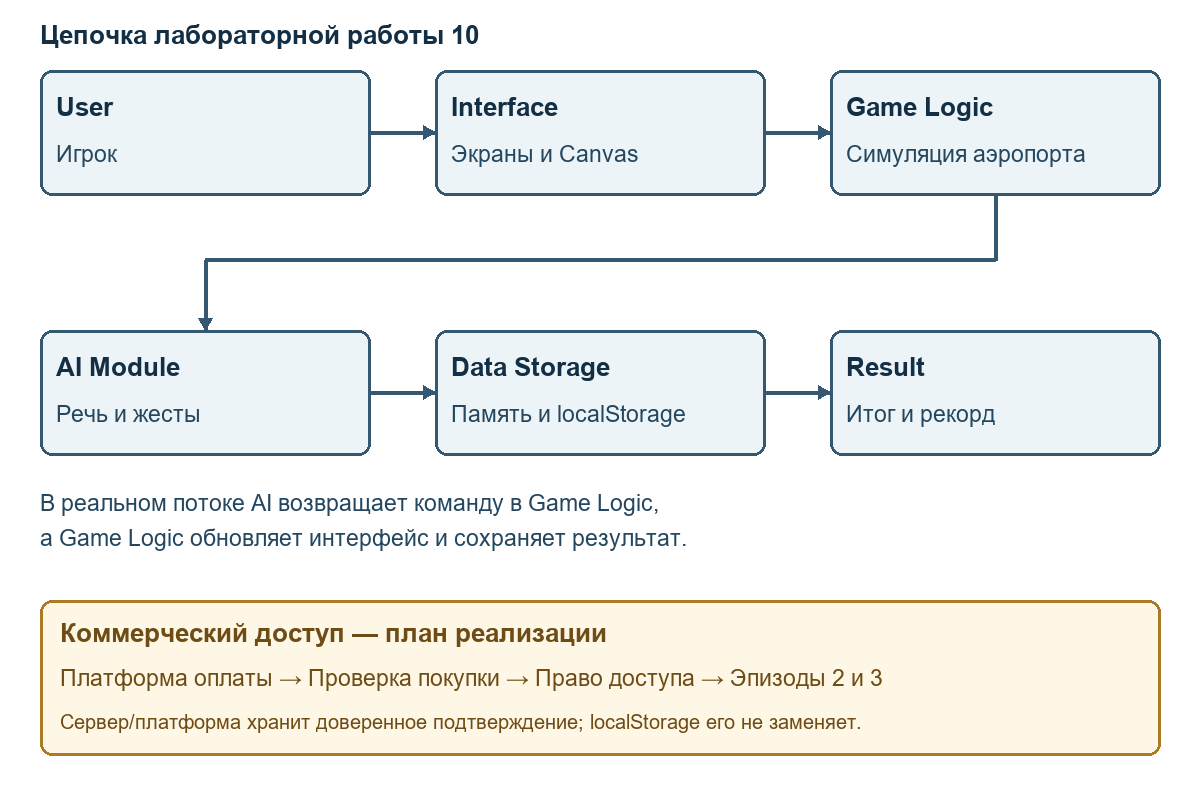 Цепочка лабораторной работы 10
User
Игрок
Interface
Экраны и Canvas
Game Logic
Симуляция аэропорта
AI Module
Речь и жесты
Data Storage
Память и localStorage
Result
Итог и рекорд
В реальном потоке AI возвращает команду в Game Logic,
а Game Logic обновляет интерфейс и сохраняет результат.
Коммерческий доступ — план реализации
Платформа оплаты → Проверка покупки → Право доступа → Эпизоды 2 и 3
Сервер/платформа хранит доверенное подтверждение; localStorage его не заменяет.